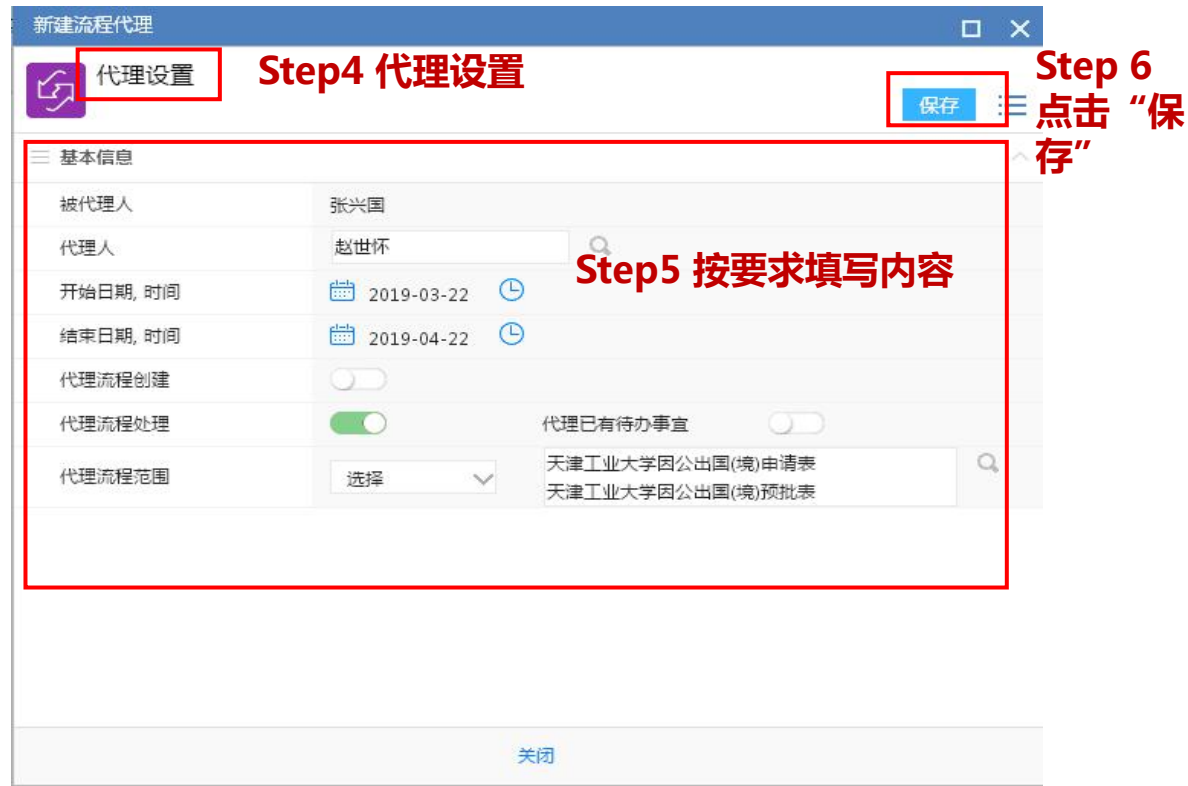 新建流程代理
代理设置
Step4 代理设置
保存
Step 6
点击“保
存”
基本信息
被代理人 张兴国
代理人 赵世怀
Step5 按要求填写内容
开始日期, 时间 2019-03-22
结束日期, 时间 2019-04-22
代理流程创建
代理流程处理 代理已有待办事宜
代理流程范围 选择 天津工业大学因公出国(境)申请表
天津工业大学因公出国(境)预批表
关闭